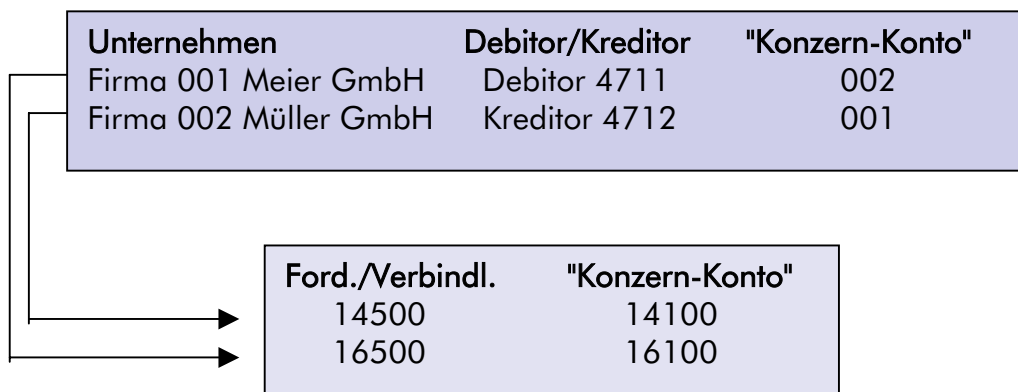 Unternehmen Debitor/Kreditor "Konzern-Konto"
Firma 001 Meier GmbH Debitor 4711 002
Firma 002 Müller GmbH Kreditor 4712 001
Ford./Verbindl. "Konzern-Konto"
14500 14100
16500 16100